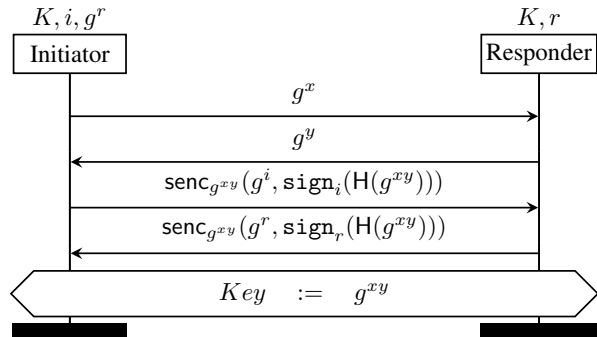 K, i, g^r
K, r
Initiator
Responder
g^x
g^y
senc_{g^{xy}}(g^i, sign_i(H(g^{xy})))
senc_{g^{xy}}(g^r, sign_r(H(g^{xy})))
Key := g^{xy}